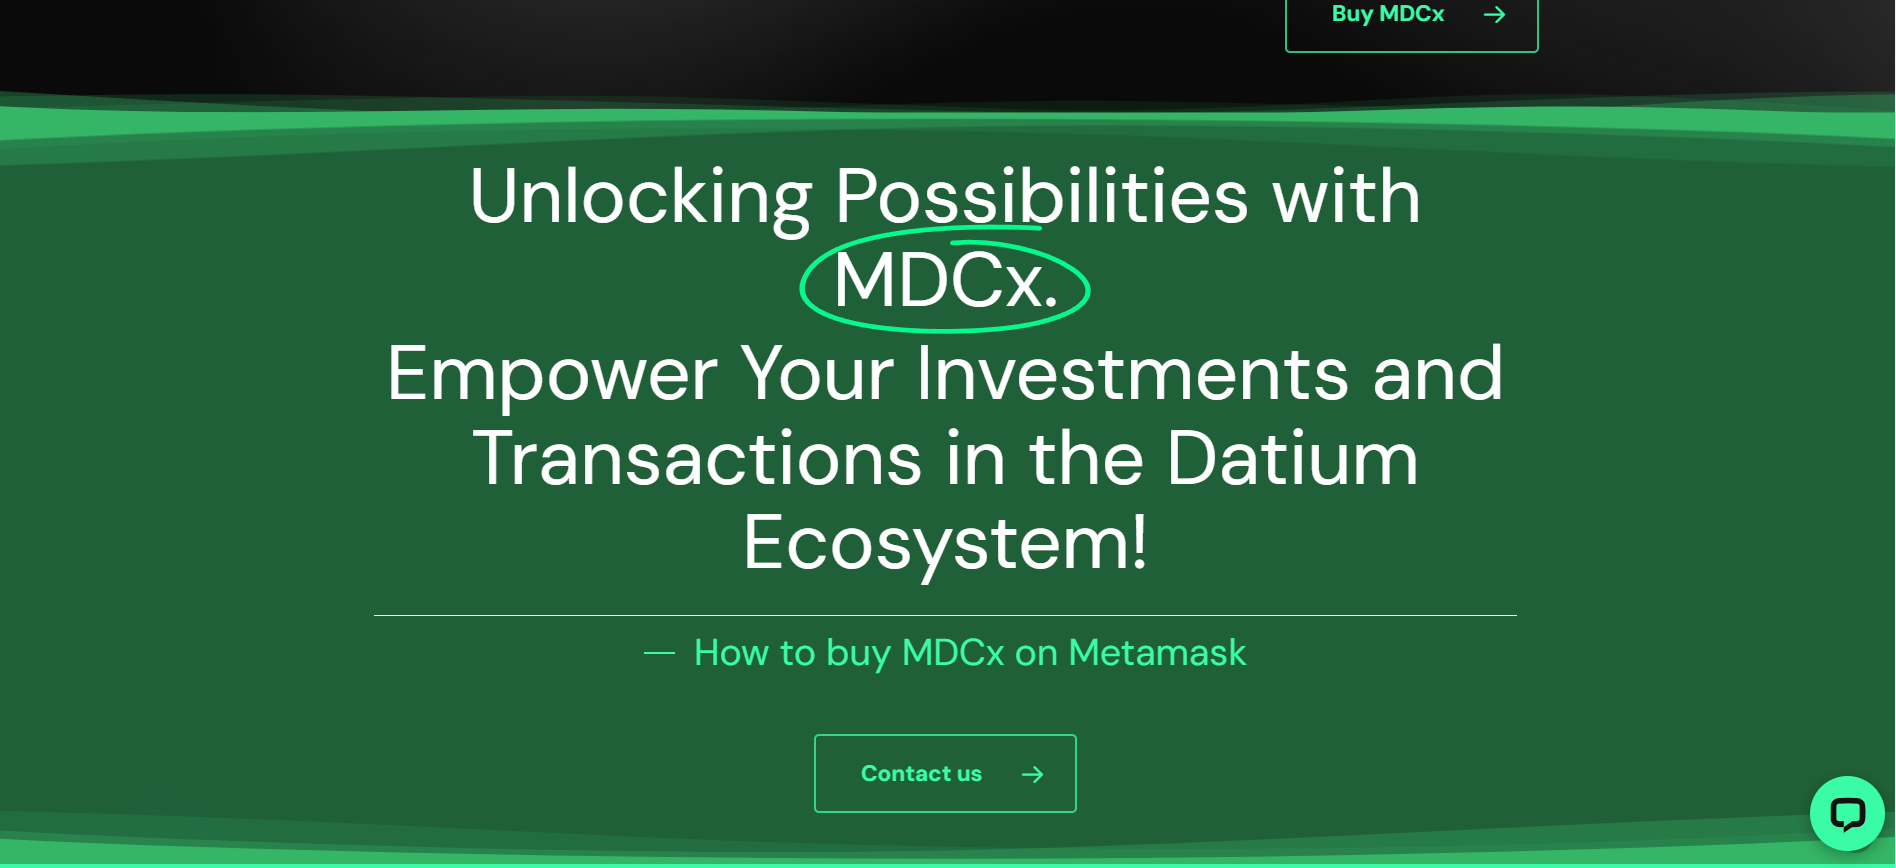 Buy MDCx
Unlocking Possibilities with
MDCx.
Empower Your Investments and
Transactions in the Datium
Ecosystem!
How to buy MDCx on Metamask
Contact us